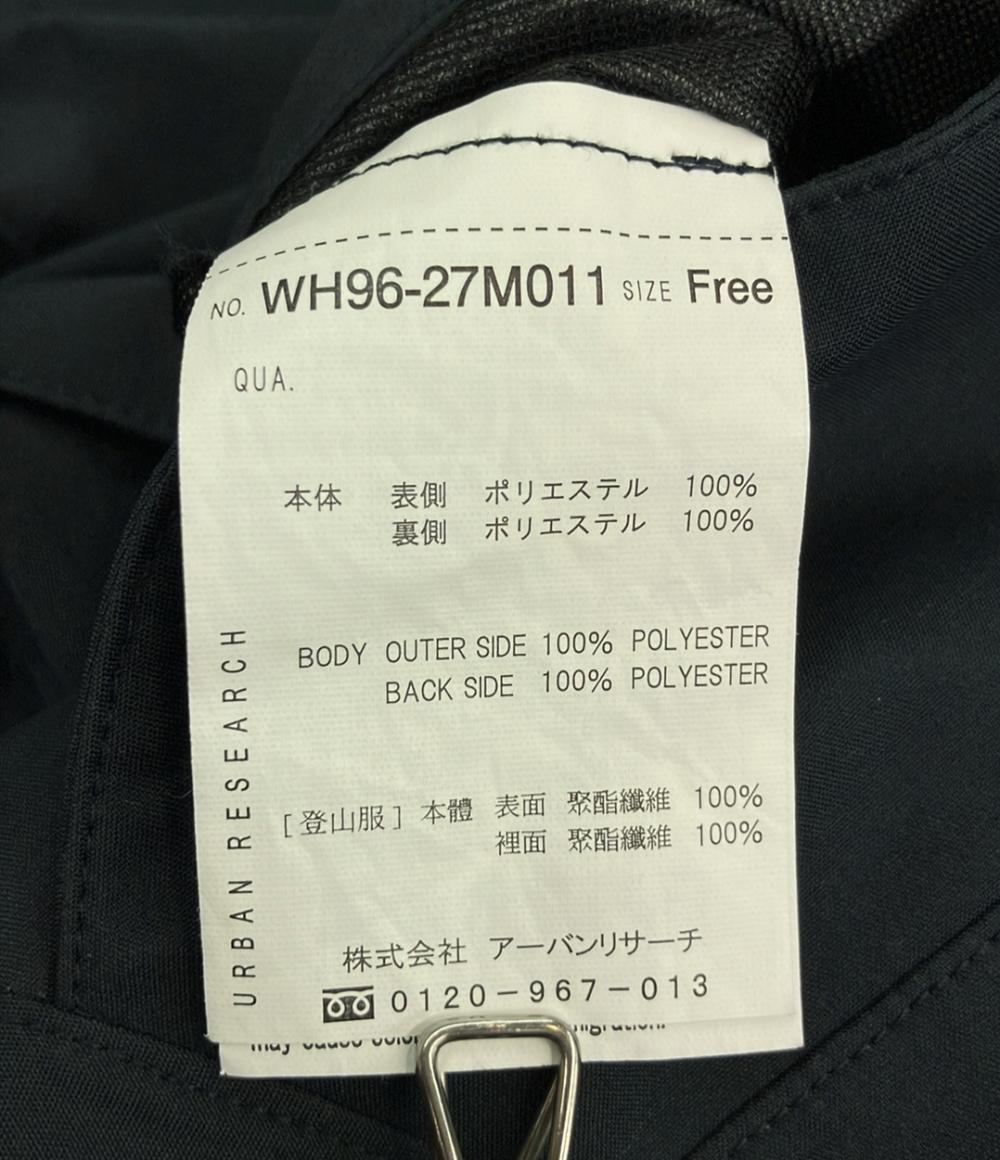 NO. WH96-27M011 SIZE Free
QUA.
本体 表側 ポリエステル 100%
裏側 ポリエステル 100%
BODY OUTER SIDE 100% POLYESTER
BACK SIDE 100% POLYESTER
[登山服] 本體 表面 聚酯纖維 100%
裡面 聚酯纖維 100%
URBAN RESEARCH
株式会社 アーバンリサーチ
0120-967-013
may cause color